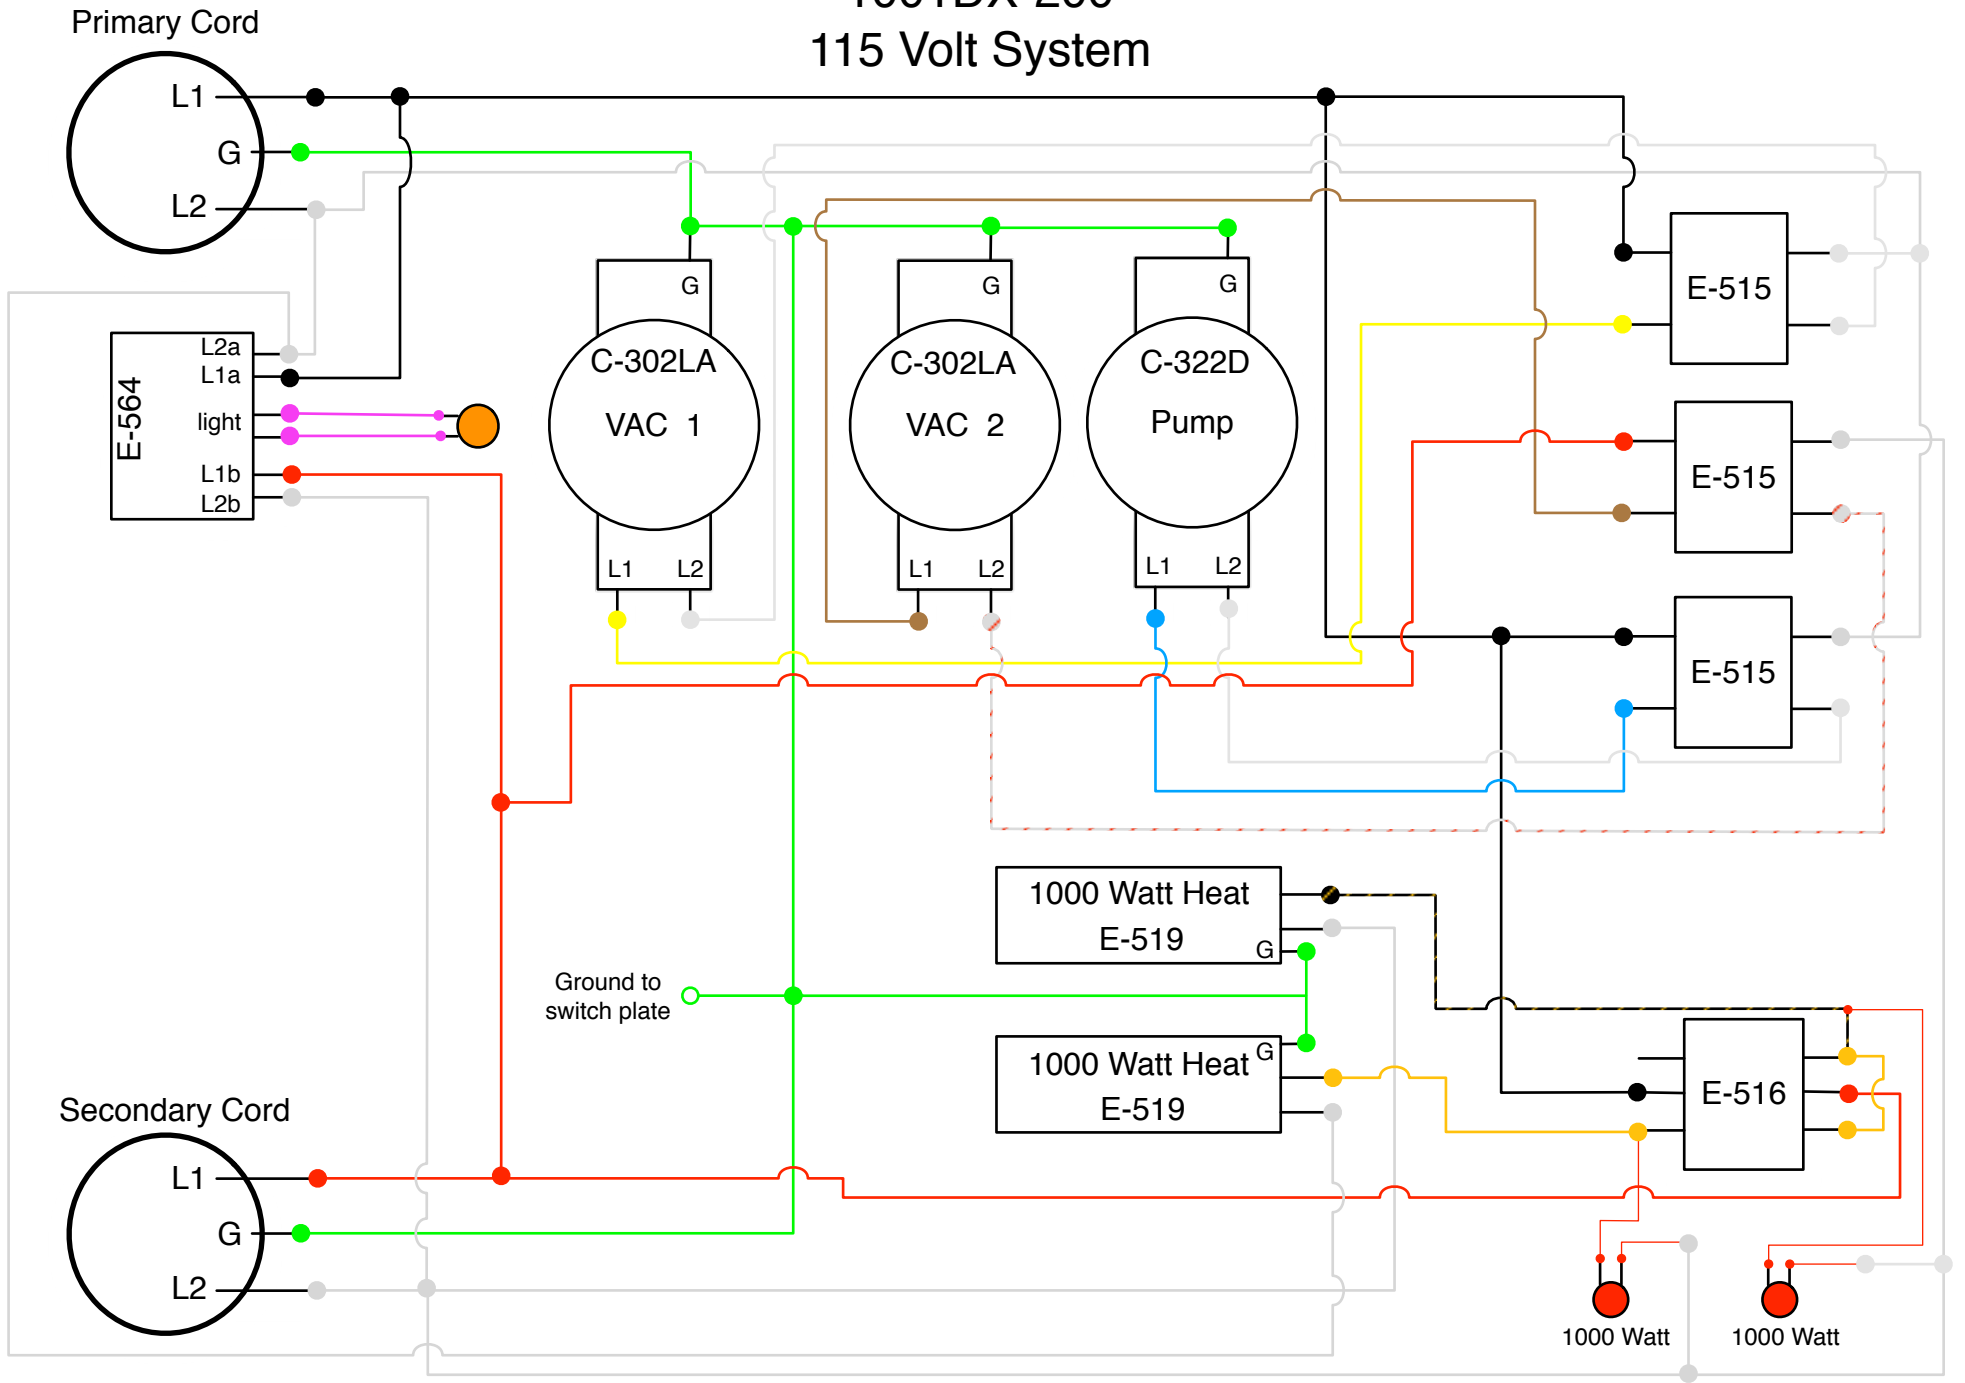 115 Volt System
Primary Cord
L1
G
L2
L2a
L1a
light
L1b
L2b
E-564
G
C-302LA
VAC 1
L1 L2
G
C-302LA
VAC 2
L1 L2
G
C-322D
Pump
L1 L2
E-515
E-515
E-515
1000 Watt Heat
E-519
G
Ground to
switch plate
G
1000 Watt Heat
E-519
E-516
Secondary Cord
L1
G
L2
1000 Watt
1000 Watt